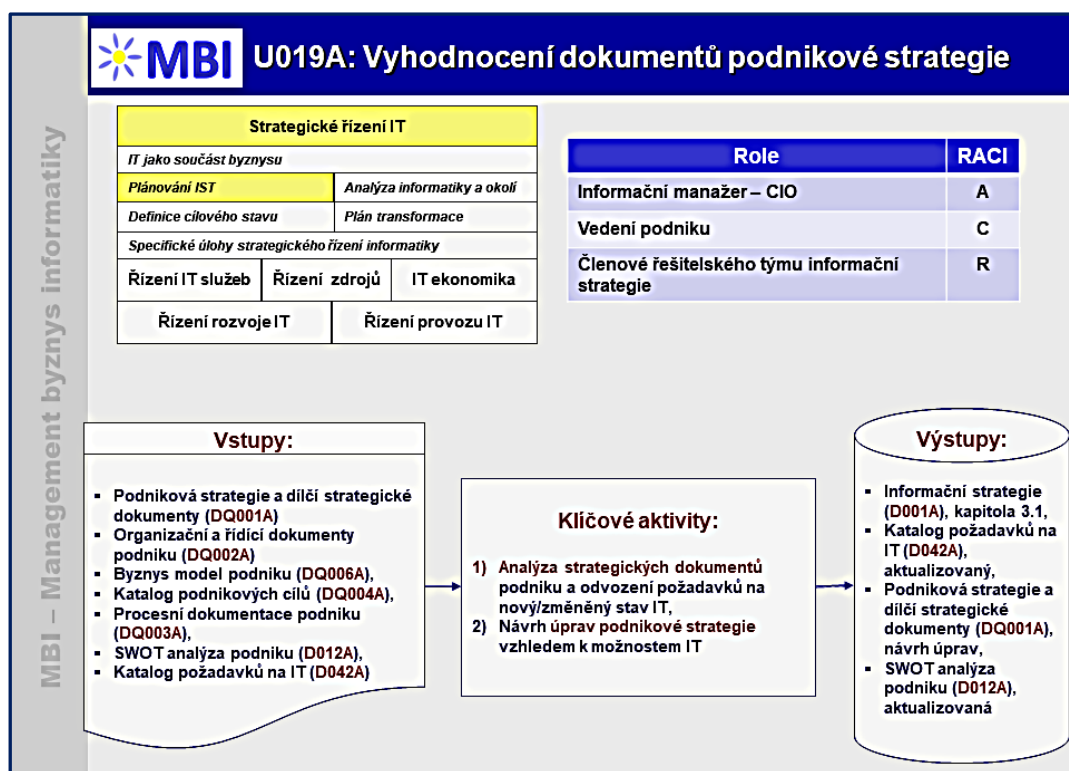 MBI
U019A: Vyhodnocení dokumentů podnikové strategie
MBI – Management byznys informatiky
Strategické řízení IT
IT jako součást byznysu
Plánování IST
Analýza informatiky a okolí
Definice cílového stavu
Plán transformace
Specifické úlohy strategického řízení informatiky
Řízení IT služeb
Řízení zdrojů
IT ekonomika
Řízení rozvoje IT
Řízení provozu IT
Role
RACI
Informační manažer – CIO
A
Vedení podniku
C
Členové řešitelského týmu informační
strategie
R
Vstupy:
▪ Podniková strategie a dílčí strategické
dokumenty (DQ001A)
▪ Organizační a řídící dokumenty
podniku (DQ002A)
▪ Byznys model podniku (DQ006A),
▪ Katalog podnikových cílů (DQ004A),
▪ Procesní dokumentace podniku
(DQ003A),
▪ SWOT analýza podniku (D012A),
▪ Katalog požadavků na IT (D042A)
Klíčové aktivity:
1) Analýza strategických dokumentů
podniku a odvození požadavků na
nový/změněný stav IT,
2) Návrh úprav podnikové strategie
vzhledem k možnostem IT
Výstupy:
▪ Informační strategie
(D001A), kapitola 3.1,
▪ Katalog požadavků na
IT (D042A),
aktualizovaný,
▪ Podniková strategie a
dílčí strategické
dokumenty (DQ001A),
návrh úprav,
▪ SWOT analýza
podniku (D012A),
aktualizovaná